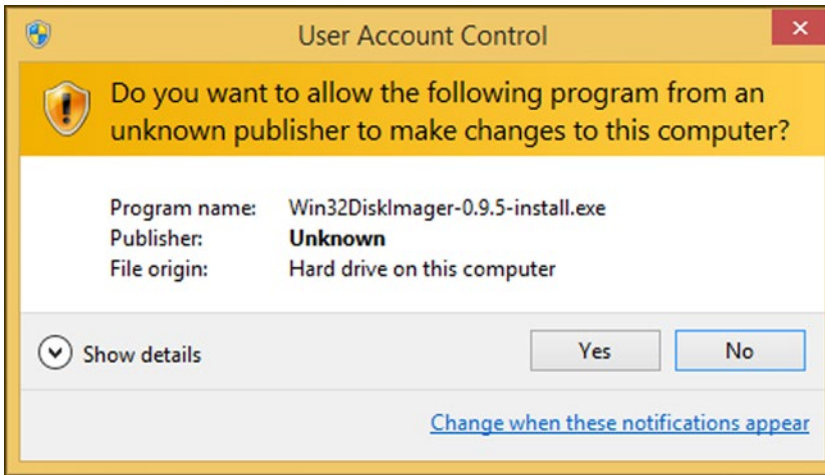 User Account Control
Do you want to allow the following program from an
unknown publisher to make changes to this computer?
Program name: Win32DiskImager-0.9.5-install.exe
Publisher: Unknown
File origin: Hard drive on this computer
Show details
Yes No
Change when these notifications appear